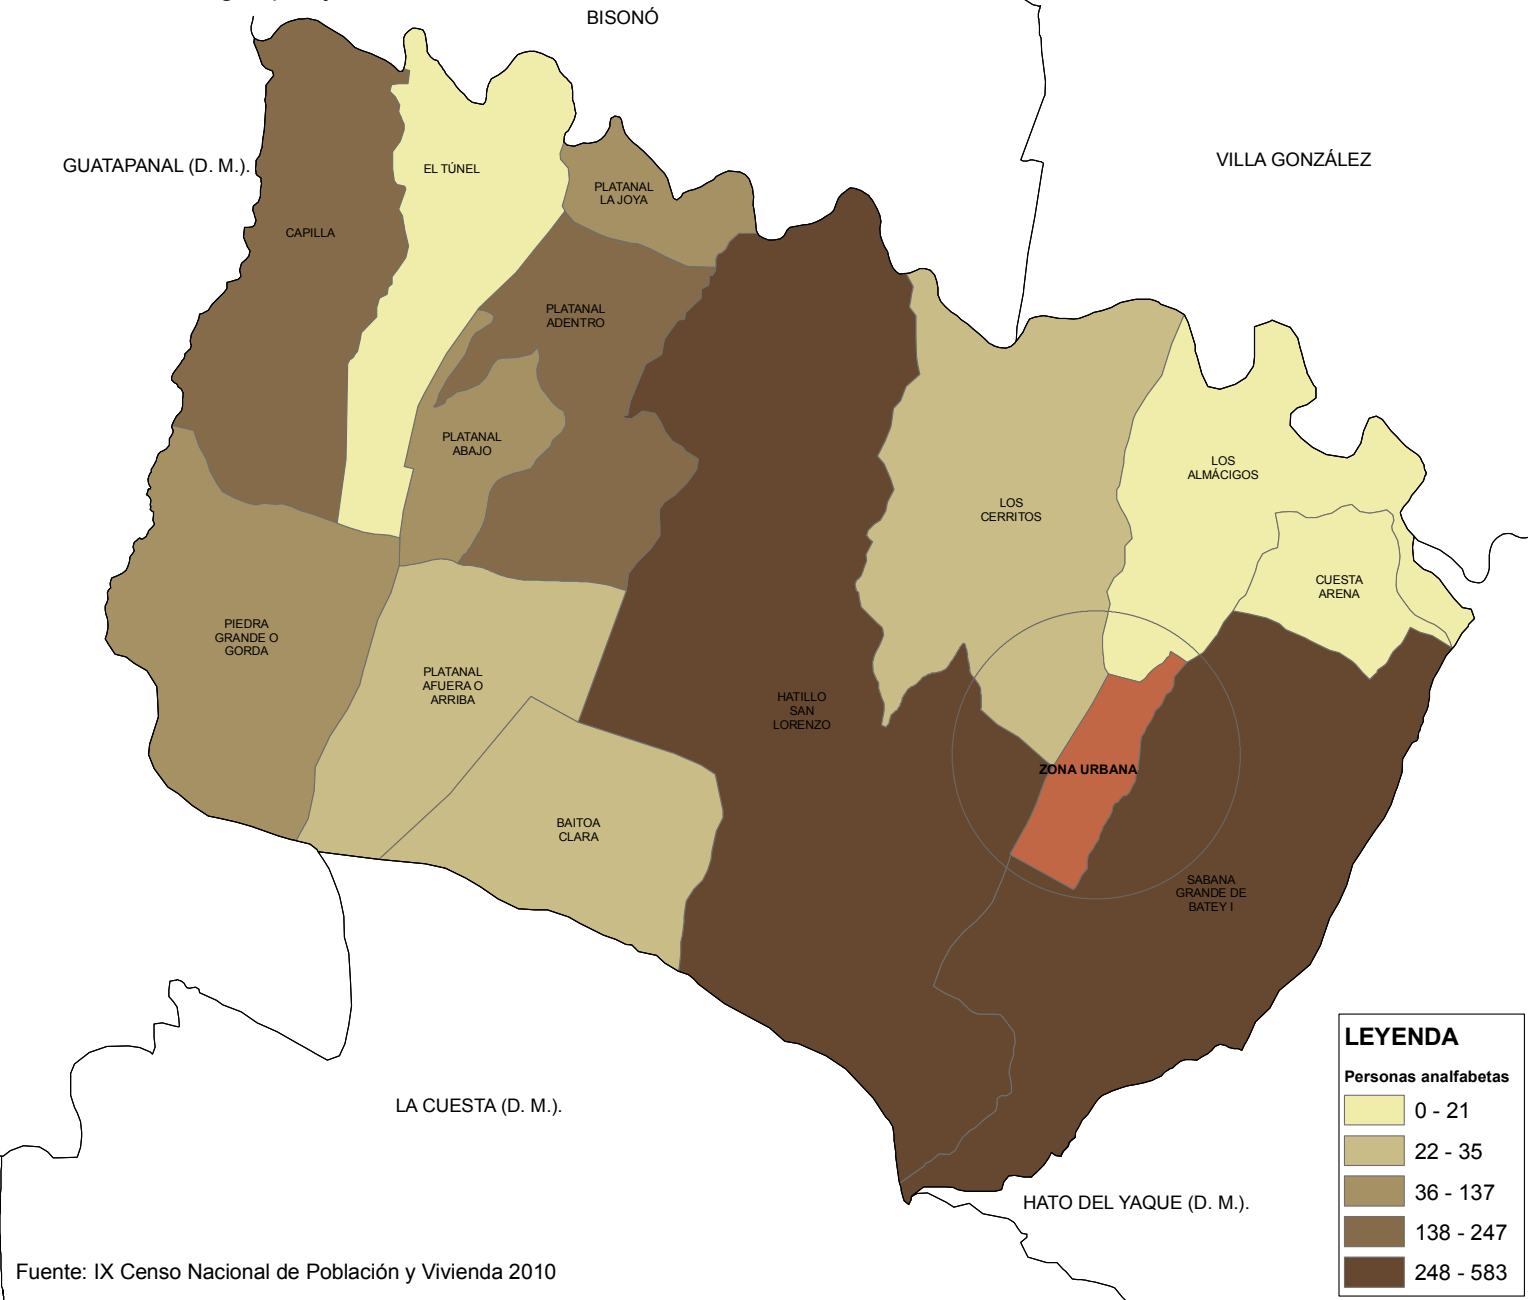 BISONÓ
VILLA GONZÁLEZ
GUATAPANAL (D. M.).
EL TÚNEL
PLATANAL
LA JOYA
CAPILLA
PLATANAL
ADENTRO
PLATANAL
ABAJO
LOS
ALMÁCIGOS
LOS
CERRITOS
CUESTA
ARENA
PIEDRA
GRANDE O
GORDA
PLATANAL
AFUERA O
ARRIBA
HATILLO
SAN
LORENZO
ZONA URBANA
BAITOA
CLARA
SABANA
GRANDE DE
BATEY I
LA CUESTA (D. M.).
HATO DEL YAQUE (D. M.).
LEYENDA
Personas analfabetas
0 - 21
22 - 35
36 - 137
138 - 247
248 - 583
Fuente: IX Censo Nacional de Población y Vivienda 2010